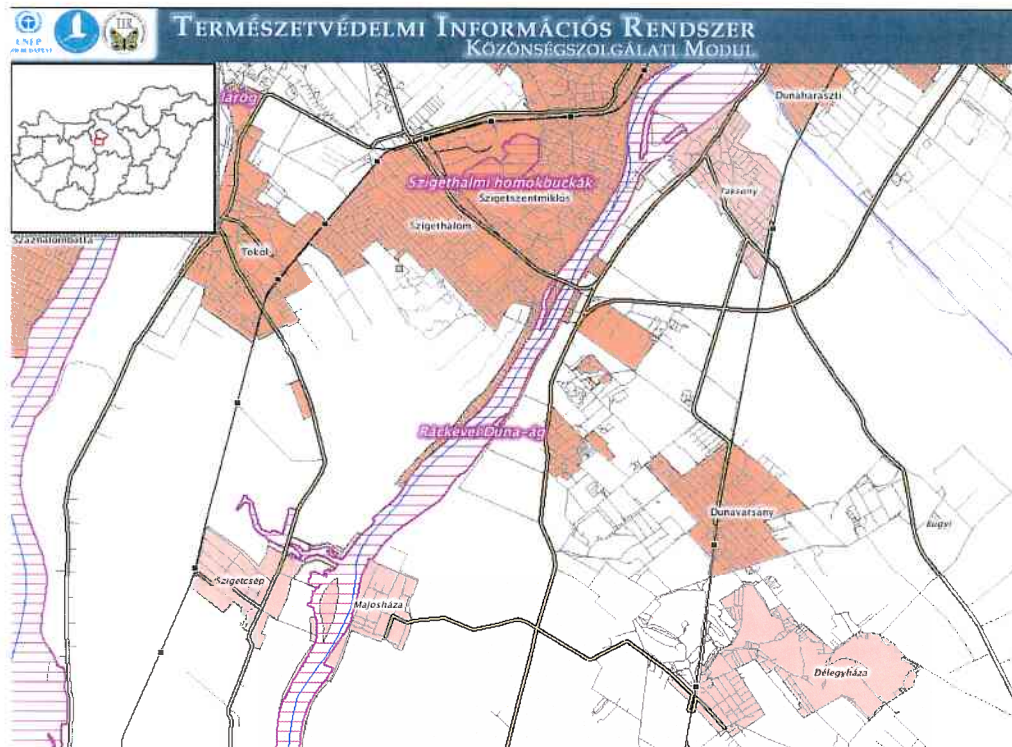 UNEP
TIR
TERMÉSZETVÉDELMI INFORMÁCIÓS RENDSZER
KÖZÖNSÉGSZOLGÁLATI MODUL
Dunaharaszti
Taksony
Szigethalmi homokbuckák
Szigetszentmiklós
Szigethalom
Százhalombatta
Tököl
Ráckevei Duna-ág
Dunavarsány
Bugyi
Szigetcsép
Majosháza
Délegyháza